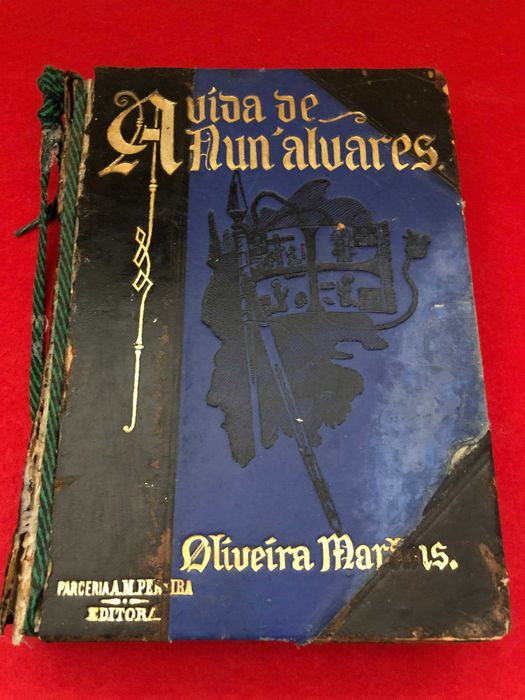 A vida de
Nun'alvares.
Oliveira Martins.
PARCERIA A.M.PEREIRA
EDITORA